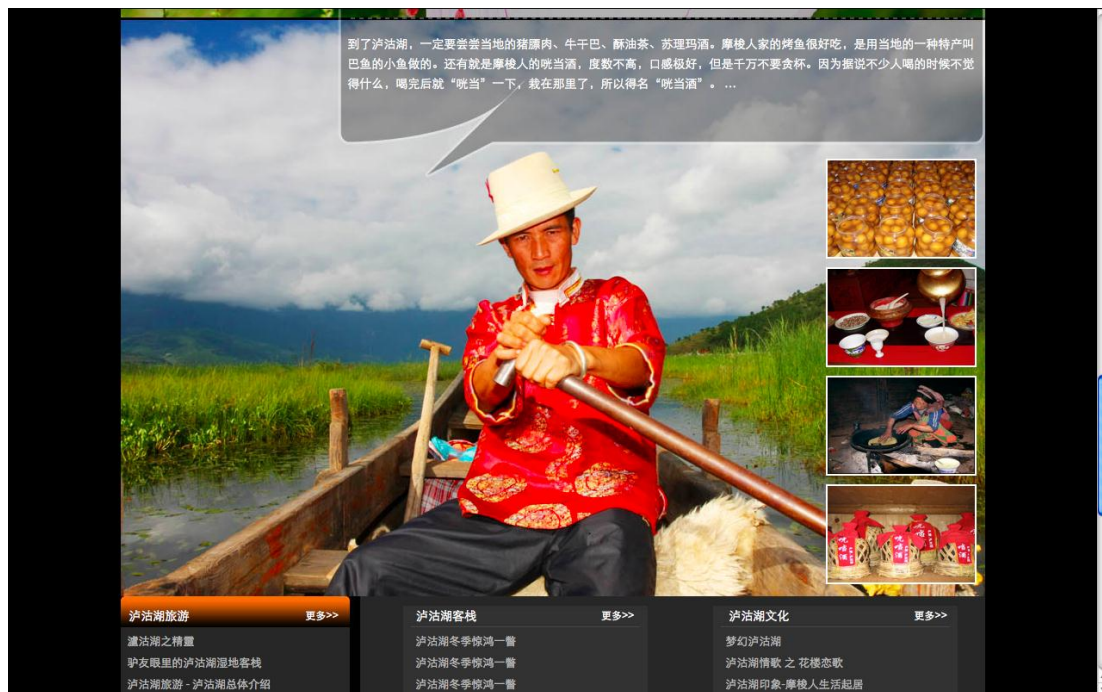 到了泸沽湖，一定要尝尝当地的猪膘肉、牛干巴、酥油茶、苏理玛酒。摩梭人家的烤鱼很好吃，是用当地的一种特产叫
巴鱼的小鱼做的。还有就是摩梭人的咣当酒，度数不高，口感极好，但是千万不要贪杯。因为据说不少人喝的时候不觉
得什么，喝完后就“咣当”一下，栽在那里了，所以得名“咣当酒”。...
咣当酒
咣当酒
泸沽湖旅游 更多>>
泸沽湖客栈 更多>>
泸沽湖文化 更多>>
瀘沽湖之精靈
泸沽湖冬季惊鸿一瞥
梦幻泸沽湖
驴友眼里的泸沽湖湿地客栈
泸沽湖冬季惊鸿一瞥
泸沽湖情歌 之 花楼恋歌
泸沽湖旅游 - 泸沽湖总体介绍
泸沽湖冬季惊鸿一瞥
泸沽湖印象-摩梭人生活起居